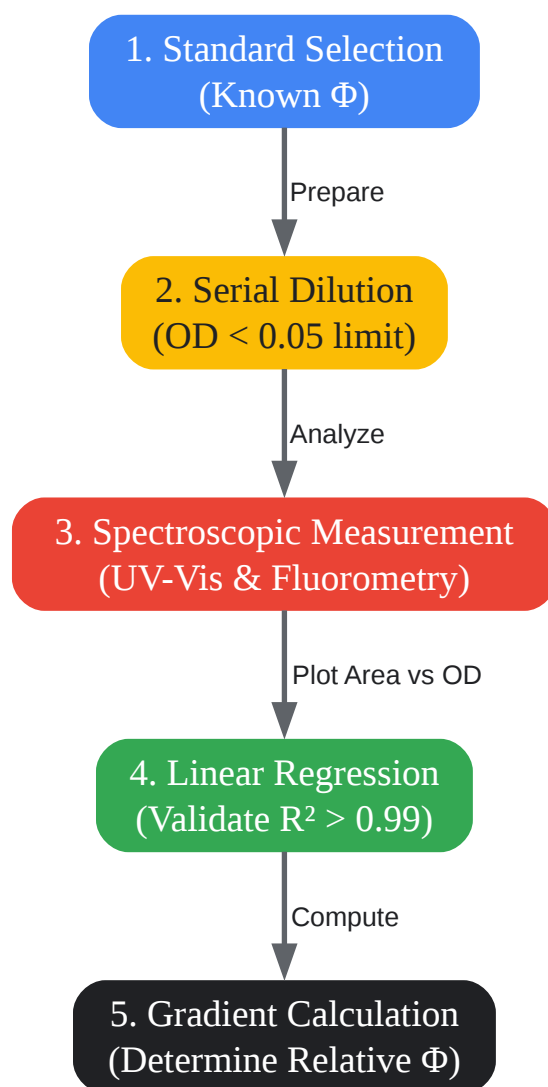 1. Standard Selection
(Known Φ)
Prepare
2. Serial Dilution
(OD < 0.05 limit)
Analyze
3. Spectroscopic Measurement
(UV-Vis & Fluorometry)
Plot Area vs OD
4. Linear Regression
(Validate R² > 0.99)
Compute
5. Gradient Calculation
(Determine Relative Φ)